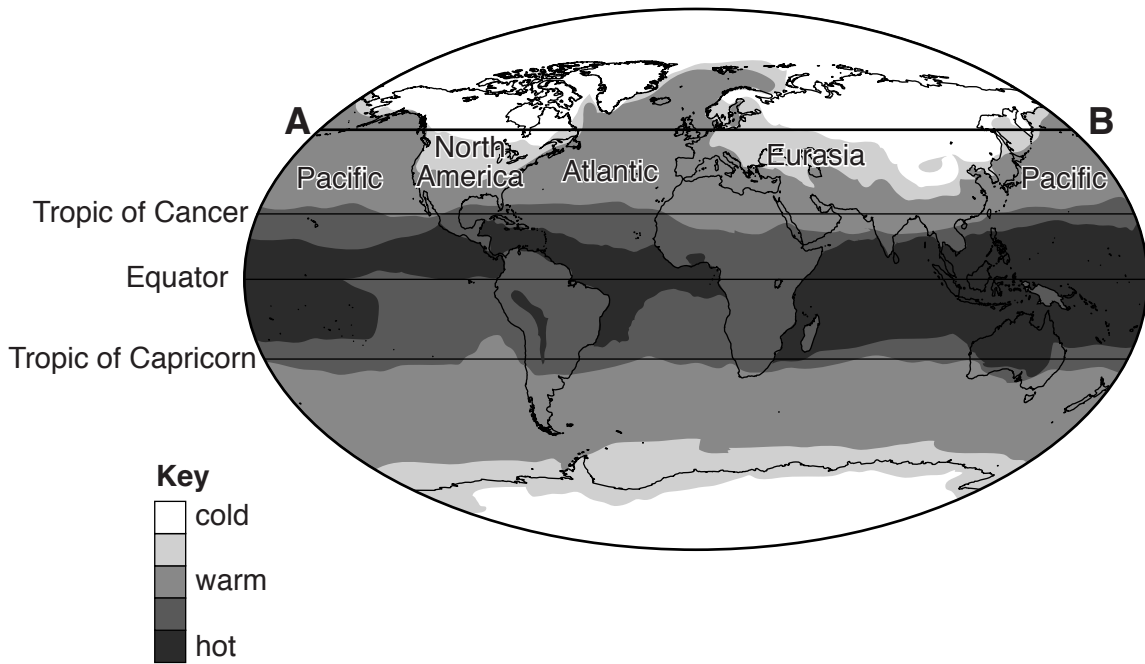 A
B
North
America
Pacific
Atlantic
Eurasia
Pacific
Tropic of Cancer
Equator
Tropic of Capricorn
Key
cold
warm
hot